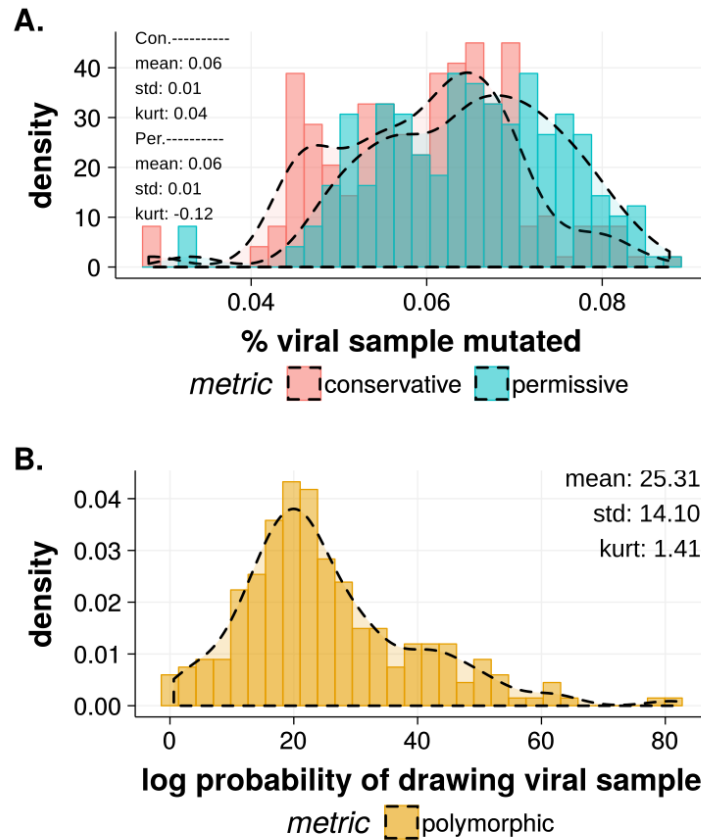 A.
Con.----------
mean: 0.06
std: 0.01
kurt: 0.04
Per.----------
mean: 0.06
std: 0.01
kurt: -0.12
density
40
30
20
10
0
0.04 0.06 0.08
% viral sample mutated
metric conservative permissive
B.
mean: 25.31
std: 14.10
kurt: 1.41
density
0.04
0.03
0.02
0.01
0.00
0 20 40 60 80
log probability of drawing viral sample
metric polymorphic